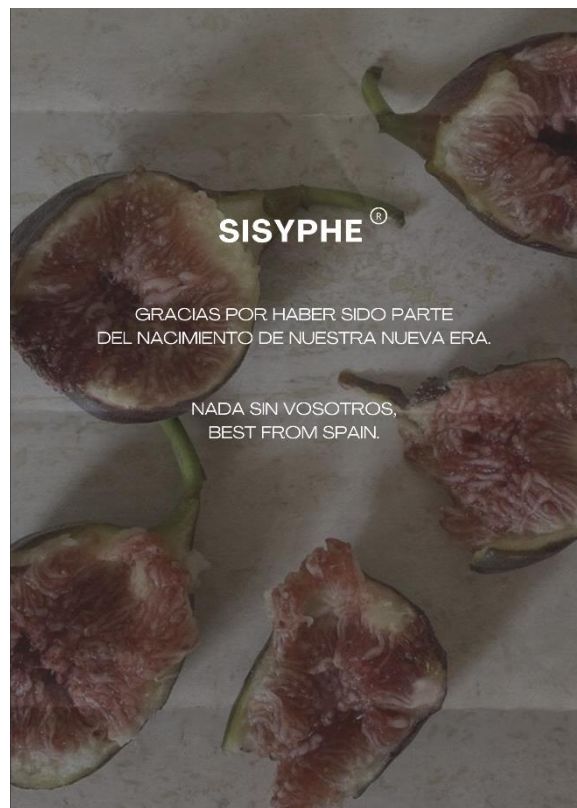 SISYPHE ®
GRACIAS POR HABER SIDO PARTE
DEL NACIMIENTO DE NUESTRA NUEVA ERA.
NADA SIN VOSOTROS,
BEST FROM SPAIN.